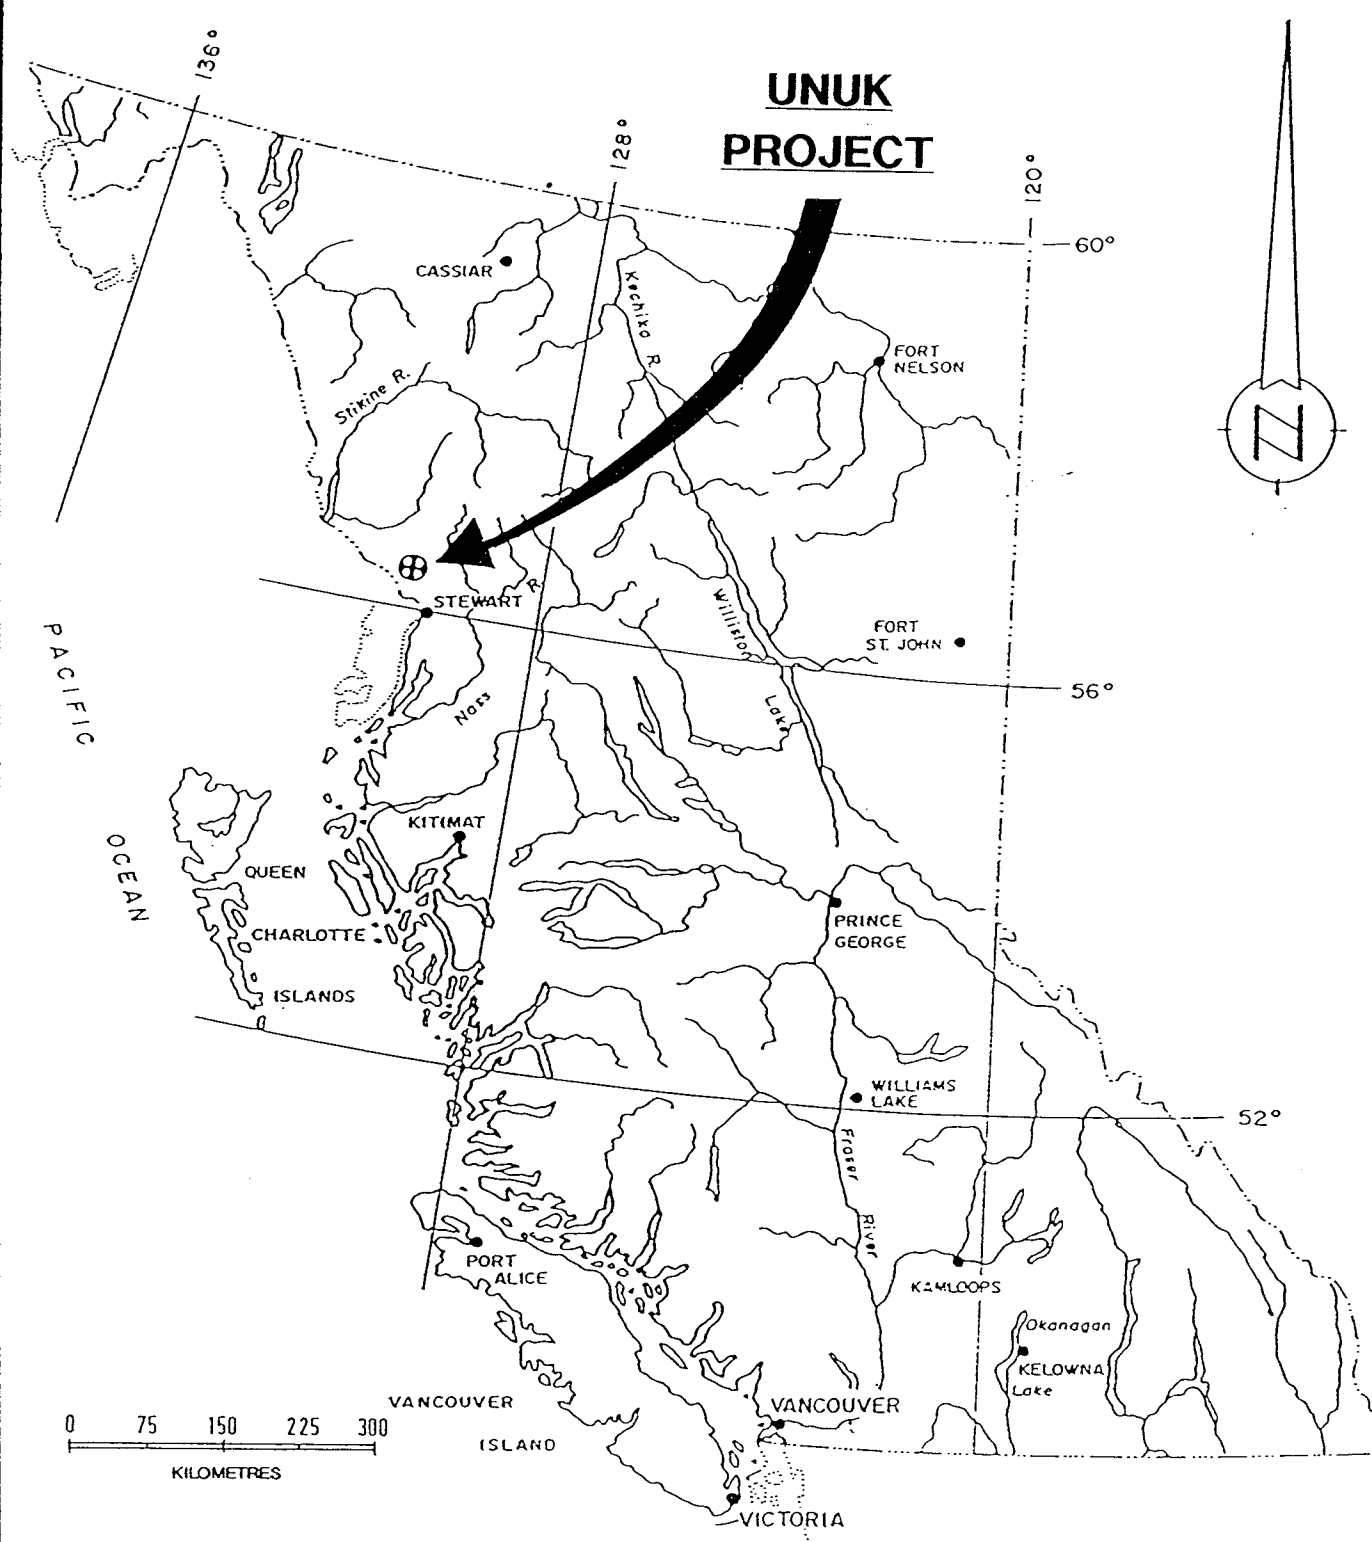 136°
128°
UNUK
PROJECT
120°
60°
CASSIAR
Kechika R.
FORT
NELSON
Stikine R.
STEWART
R.
Williston
Lake
FORT
ST. JOHN
56°
Nass
PACIFIC
OCEAN
KITIMAT
QUEEN
CHARLOTTE
ISLANDS
PRINCE
GEORGE
WILLIAMS
LAKE
52°
Fraser
River
PORT
ALICE
KAMLOOPS
Okanagan
KELOWNA
Lake
VANCOUVER
ISLAND
VANCOUVER
VICTORIA
0 75 150 225 300
KILOMETRES
N